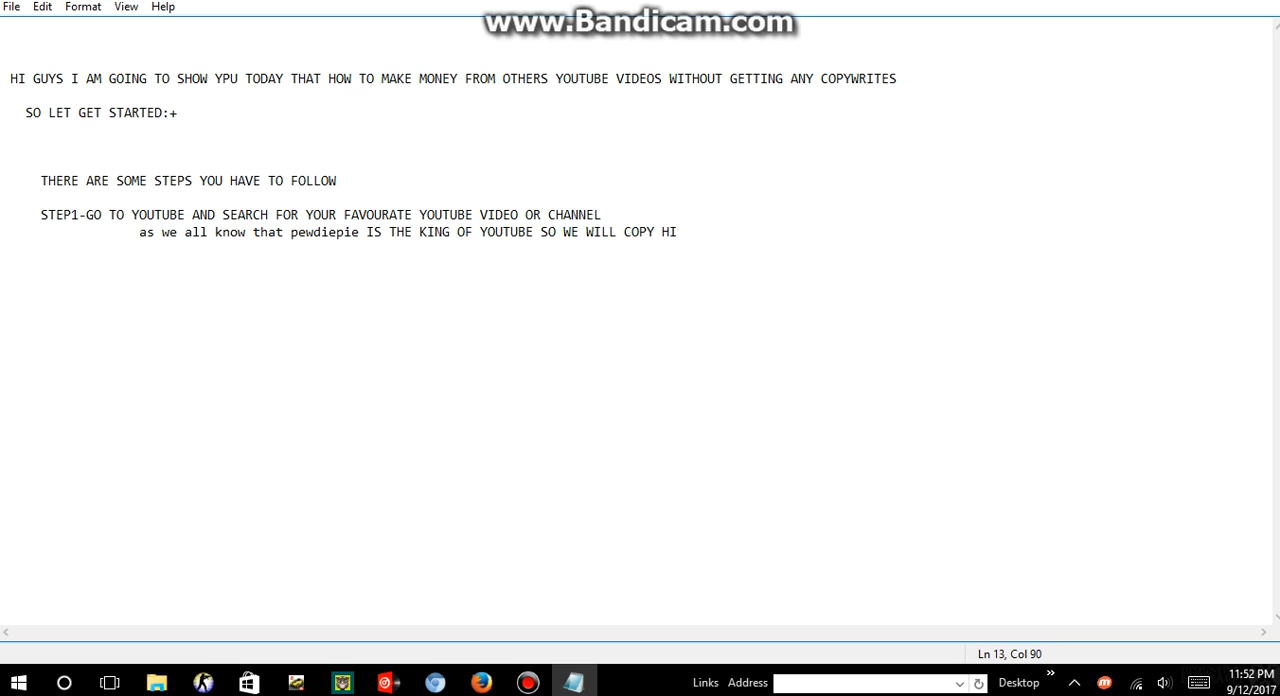 File Edit Format View Help
www.Bandicam.com
HI GUYS I AM GOING TO SHOW YPU TODAY THAT HOW TO MAKE MONEY FROM OTHERS YOUTUBE VIDEOS WITHOUT GETTING ANY COPYWRITES
SO LET GET STARTED:+
THERE ARE SOME STEPS YOU HAVE TO FOLLOW
STEP1-GO TO YOUTUBE AND SEARCH FOR YOUR FAVOURATE YOUTUBE VIDEO OR CHANNEL
as we all know that pewdiepie IS THE KING OF YOUTUBE SO WE WILL COPY HI
Ln 13, Col 90
Links Address Desktop 11:52 PM
9/12/2017